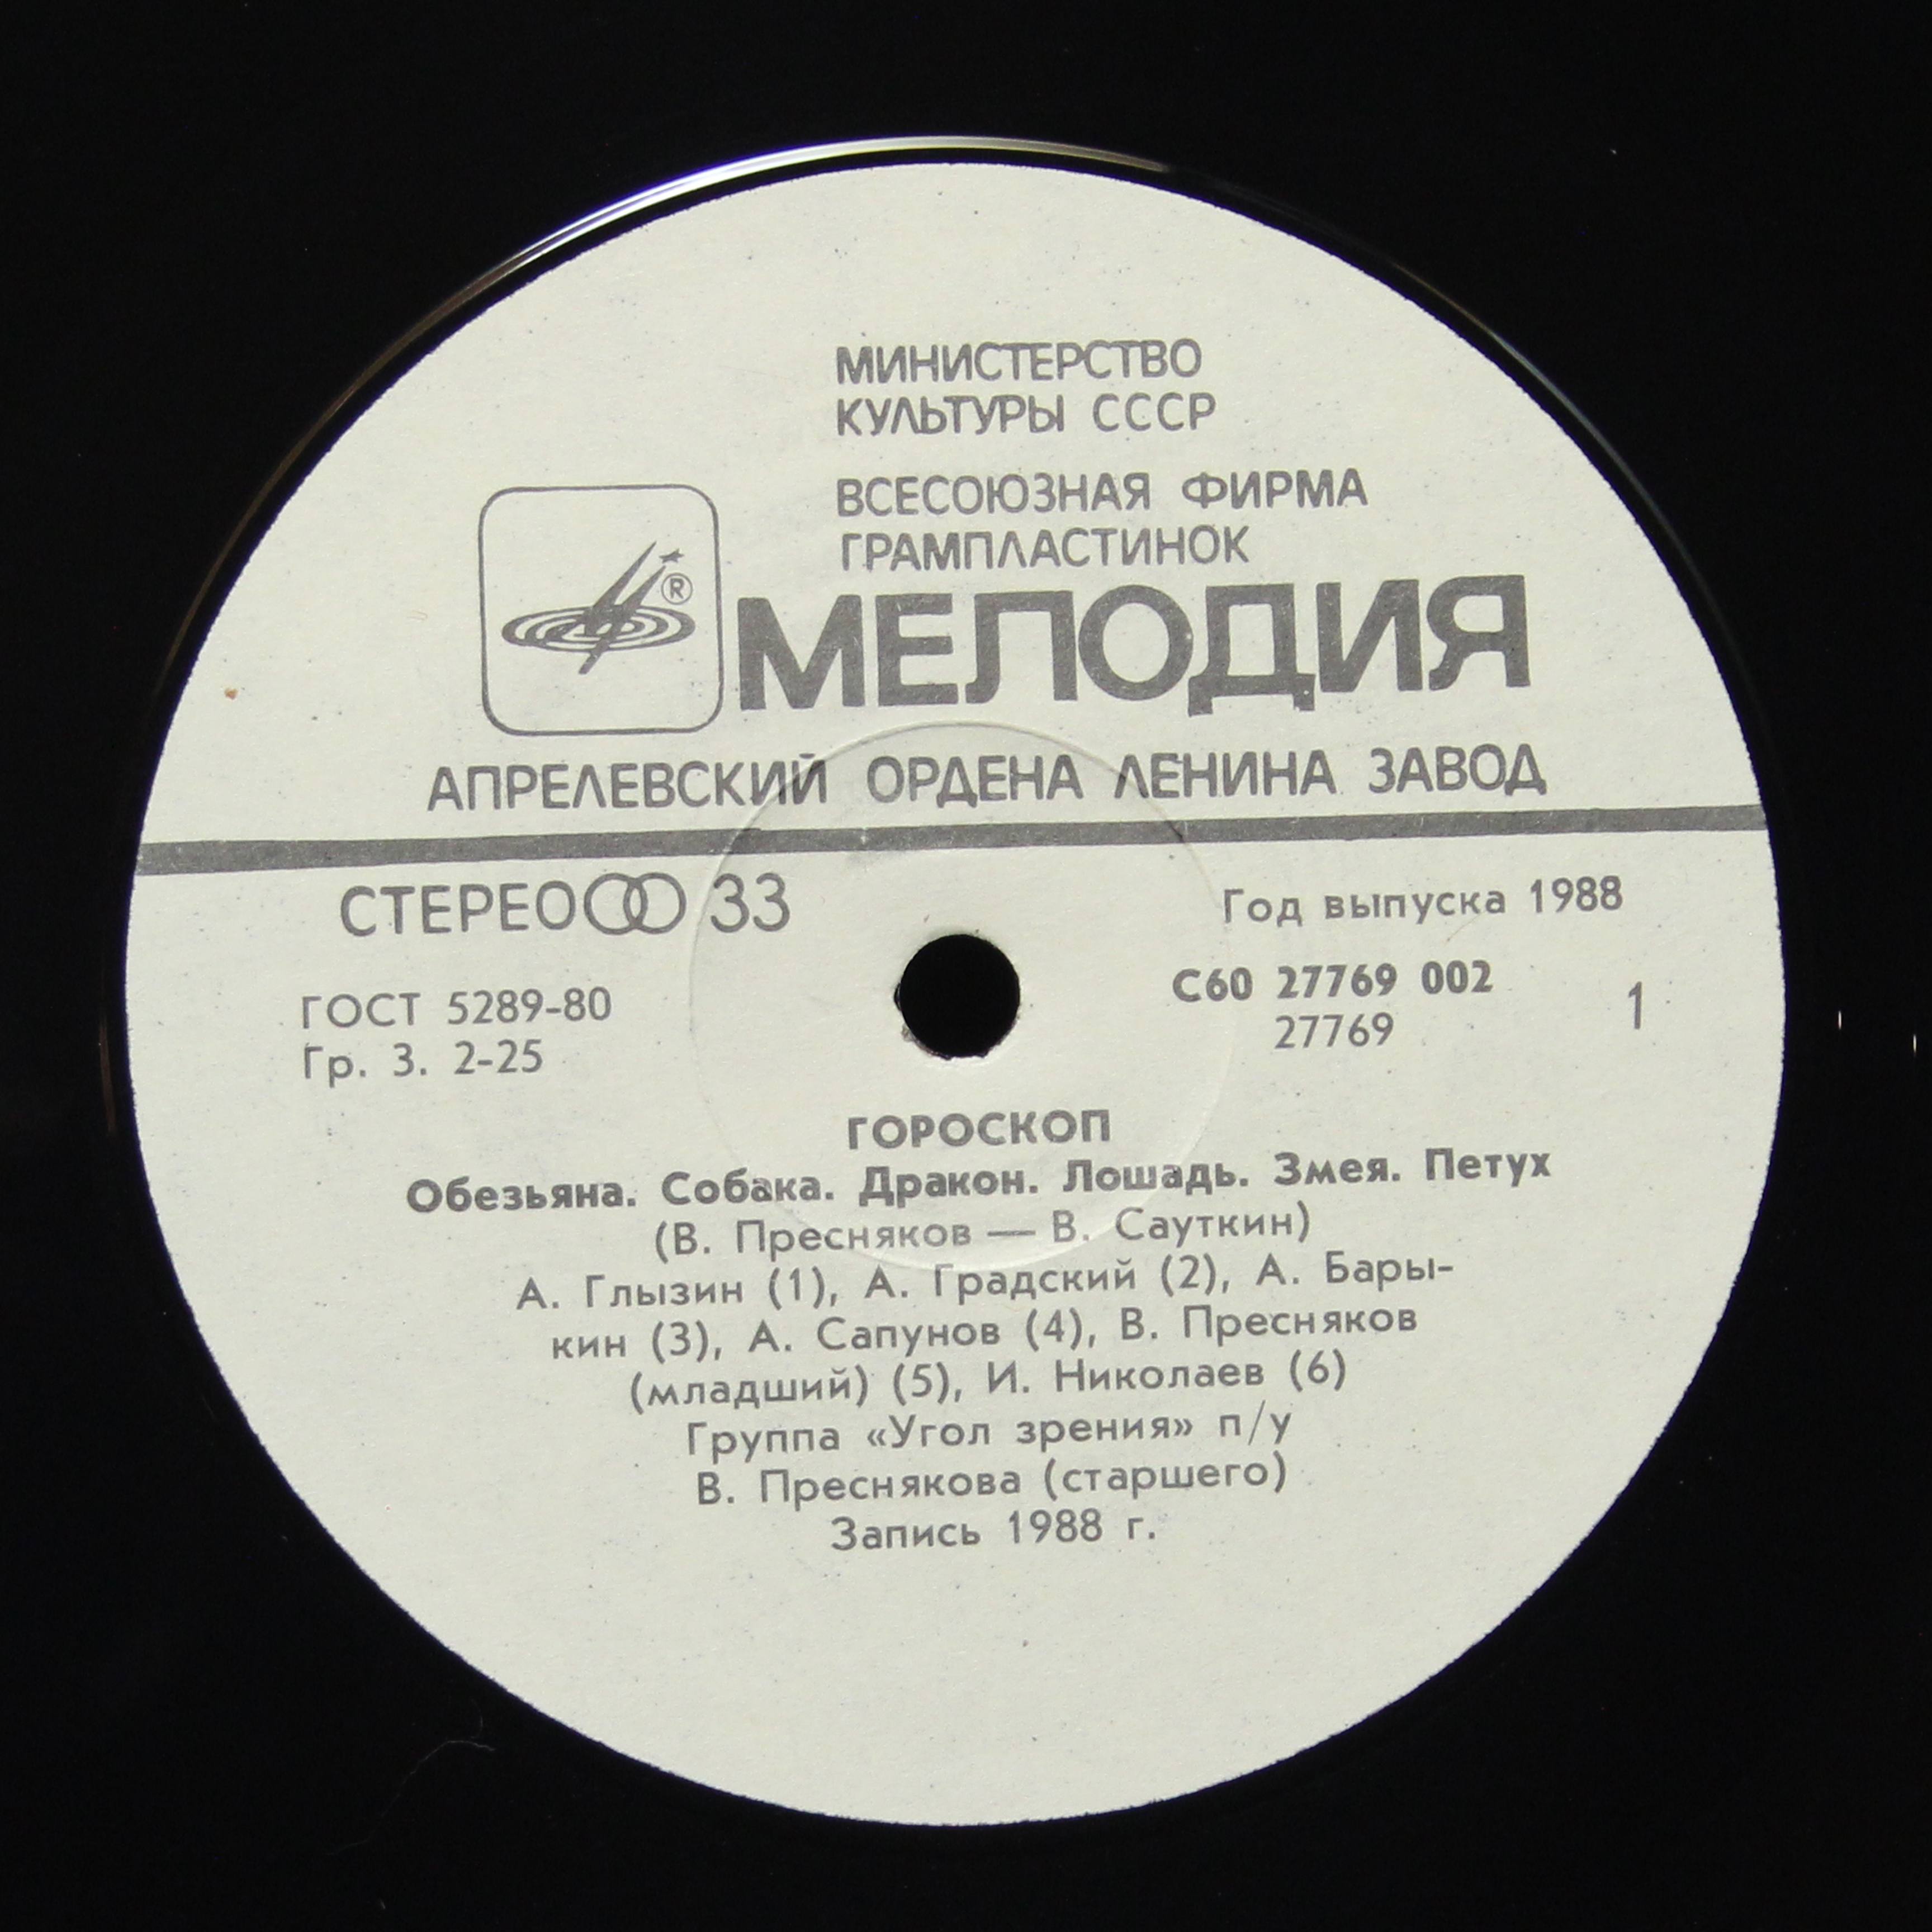 МИНИСТЕРСТВО
КУЛЬТУРЫ СССР
ВСЕСОЮЗНАЯ ФИРМА
ГРАМПЛАСТИНОК
®
МЕЛОДИЯ
АПРЕЛЕВСКИЙ ОРДЕНА ЛЕНИНА ЗАВОД
СТЕРЕО 33
Год выпуска 1988
ГОСТ 5289-80
Гр. 3. 2-25
С60 27769 002
27769
1
ГОРОСКОП
Обезьяна. Собака. Дракон. Лошадь. Змея. Петух
(В. Пресняков — В. Сауткин)
А. Глызин (1), А. Градский (2), А. Бары-
кин (3), А. Сапунов (4), В. Пресняков
(младший) (5), И. Николаев (6)
Группа «Угол зрения» п/у
В. Преснякова (старшего)
Запись 1988 г.